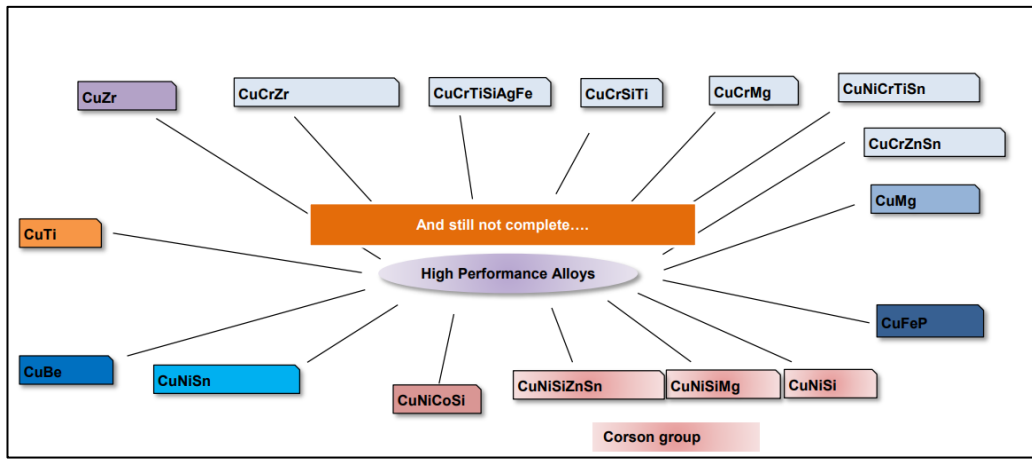 CuZr
CuCrZr
CuCrTiSiAgFe
CuCrSiTi
CuCrMg
CuNiCrTiSn
CuCrZnSn
CuMg
CuTi
And still not complete....
High Performance Alloys
CuFeP
CuBe
CuNiSn
CuNiCoSi
CuNiSiZnSn
CuNiSiMg
CuNiSi
Corson group